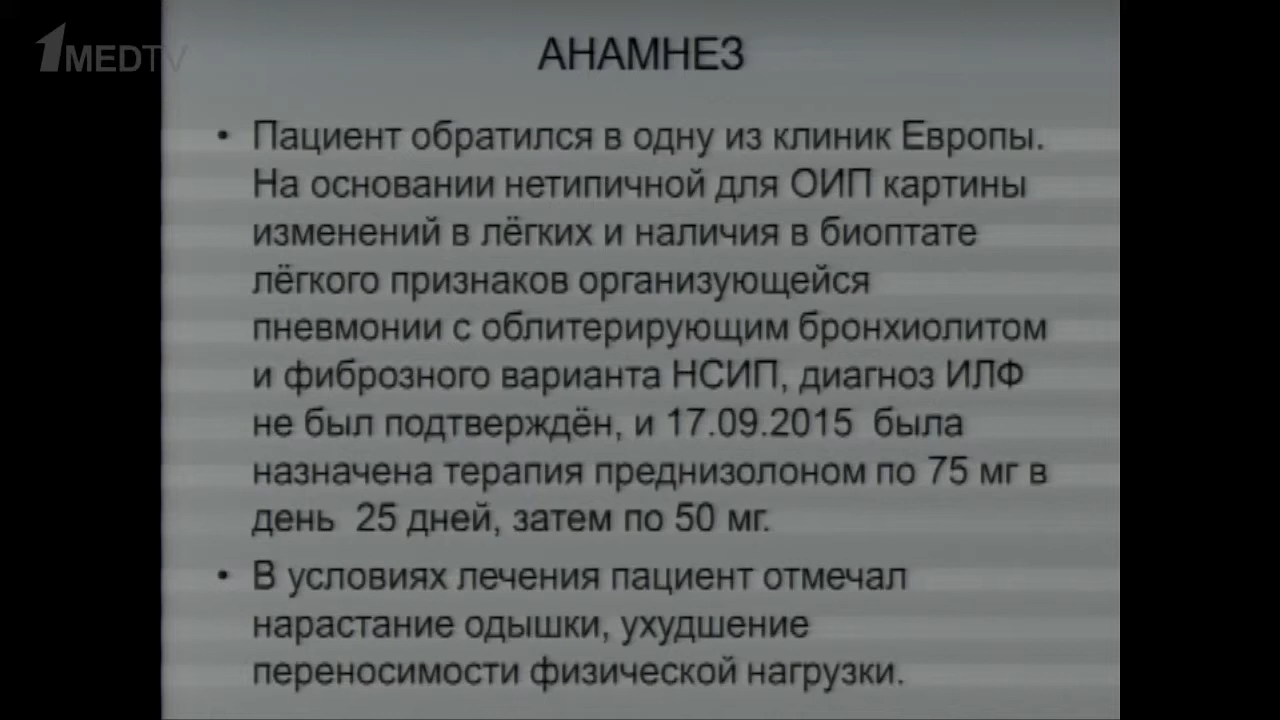 1MEDTV
АНАМНЕЗ
• Пациент обратился в одну из клиник Европы.
На основании нетипичной для ОИП картины
изменений в лёгких и наличия в биоптате
лёгкого признаков организующейся
пневмонии с облитерирующим бронхиолитом
и фиброзного варианта НСИП, диагноз ИЛФ
не был подтверждён, и 17.09.2015 была
назначена терапия преднизолоном по 75 мг в
день 25 дней, затем по 50 мг.
• В условиях лечения пациент отмечал
нарастание одышки, ухудшение
переносимости физической нагрузки.